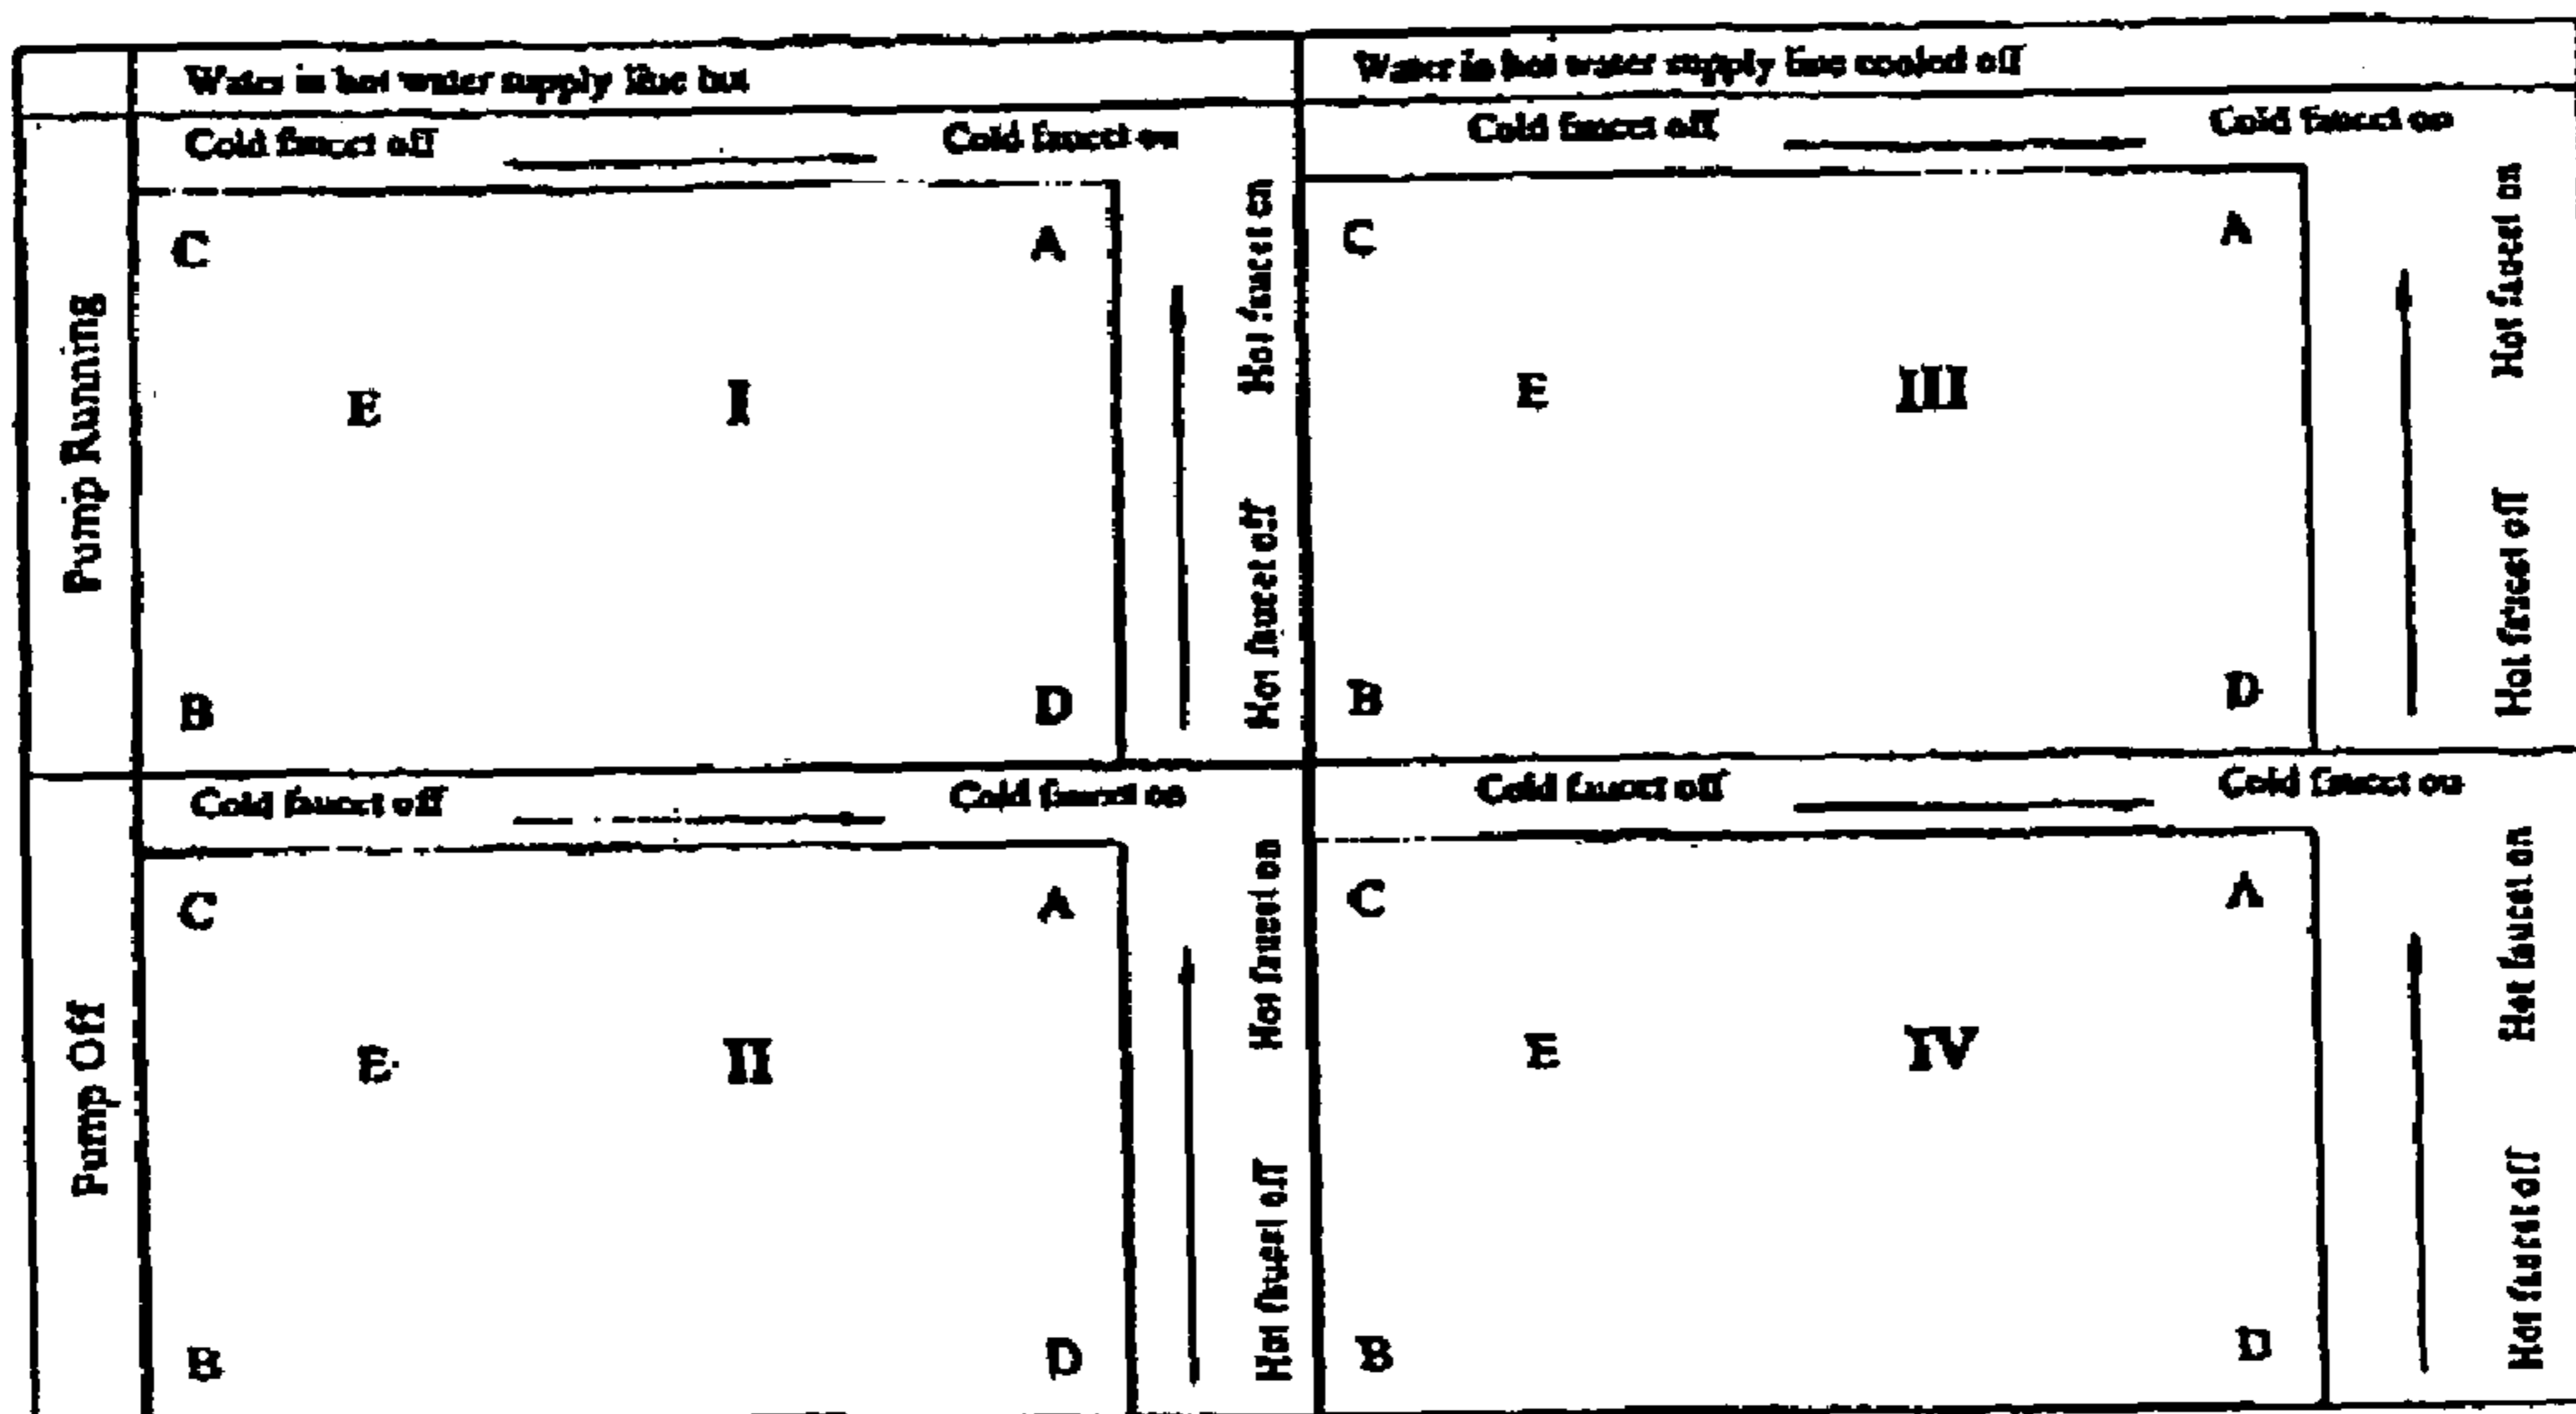 Water in hot water supply line hot
Water in hot water supply line cooled off
Cold faucet off
Cold faucet on
Cold faucet off
Cold faucet on
Pump Running
C
A
E
I
B
D
Hot faucet on
Hot faucet off
C
A
E
III
B
D
Hot faucet on
Hot faucet off
Cold faucet off
Cold faucet on
Cold faucet off
Cold faucet on
Pump Off
C
A
E
II
B
D
Hot faucet on
Hot faucet off
C
A
E
IV
B
D
Hot faucet on
Hot faucet off